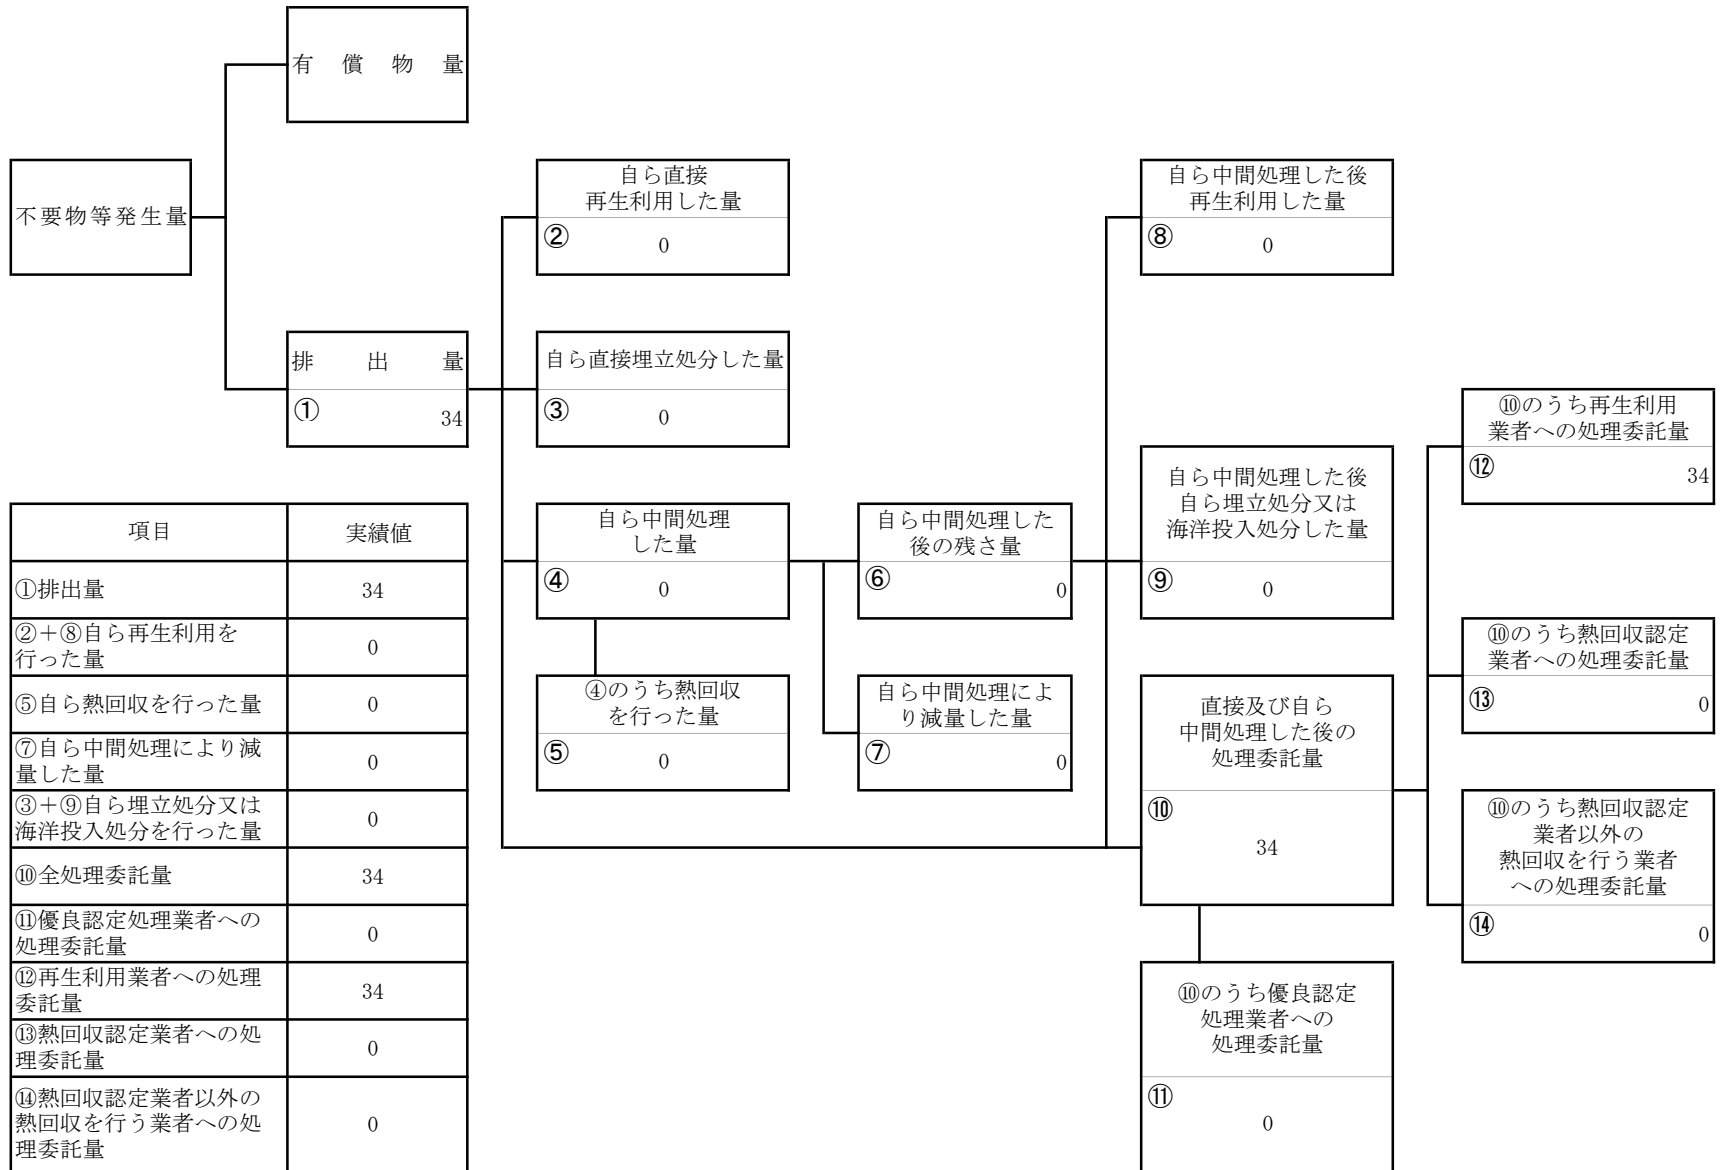 有償物量
不要物等発生量
自ら直接
再生利用した量
②
0
自ら中間処理した後
再生利用した量
⑧
0
排出量
①
34
自ら直接埋立処分した量
③
0
⑩のうち再生利用
業者への処理委託量
⑫
34
自ら中間処理
した量
④
0
自ら中間処理した
後の残さ量
⑥
0
自ら中間処理した後
自ら埋立処分又は
海洋投入処分した量
⑨
0
⑩のうち熱回収認定
業者への処理委託量
⑬
0
④のうち熱回収
を行った量
⑤
0
自ら中間処理によ
り減量した量
⑦
0
直接及び自ら
中間処理した後の
処理委託量
⑩
34
⑩のうち熱回収認定
業者以外の
熱回収を行う業者
への処理委託量
⑭
0
⑩のうち優良認定
処理業者への
処理委託量
⑪
0
項目 実績値
①排出量 34
②+⑧自ら再生利用を
行った量
0
⑤自ら熱回収を行った量 0
⑦自ら中間処理により減
量した量
0
③+⑨自ら埋立処分又は
海洋投入処分を行った量
0
⑩全処理委託量 34
⑪優良認定処理業者への
処理委託量
0
⑫再生利用業者への処理
委託量
34
⑬熱回収認定業者への処
理委託量
0
⑭熱回収認定業者以外の
熱回収を行う業者への処
理委託量
0